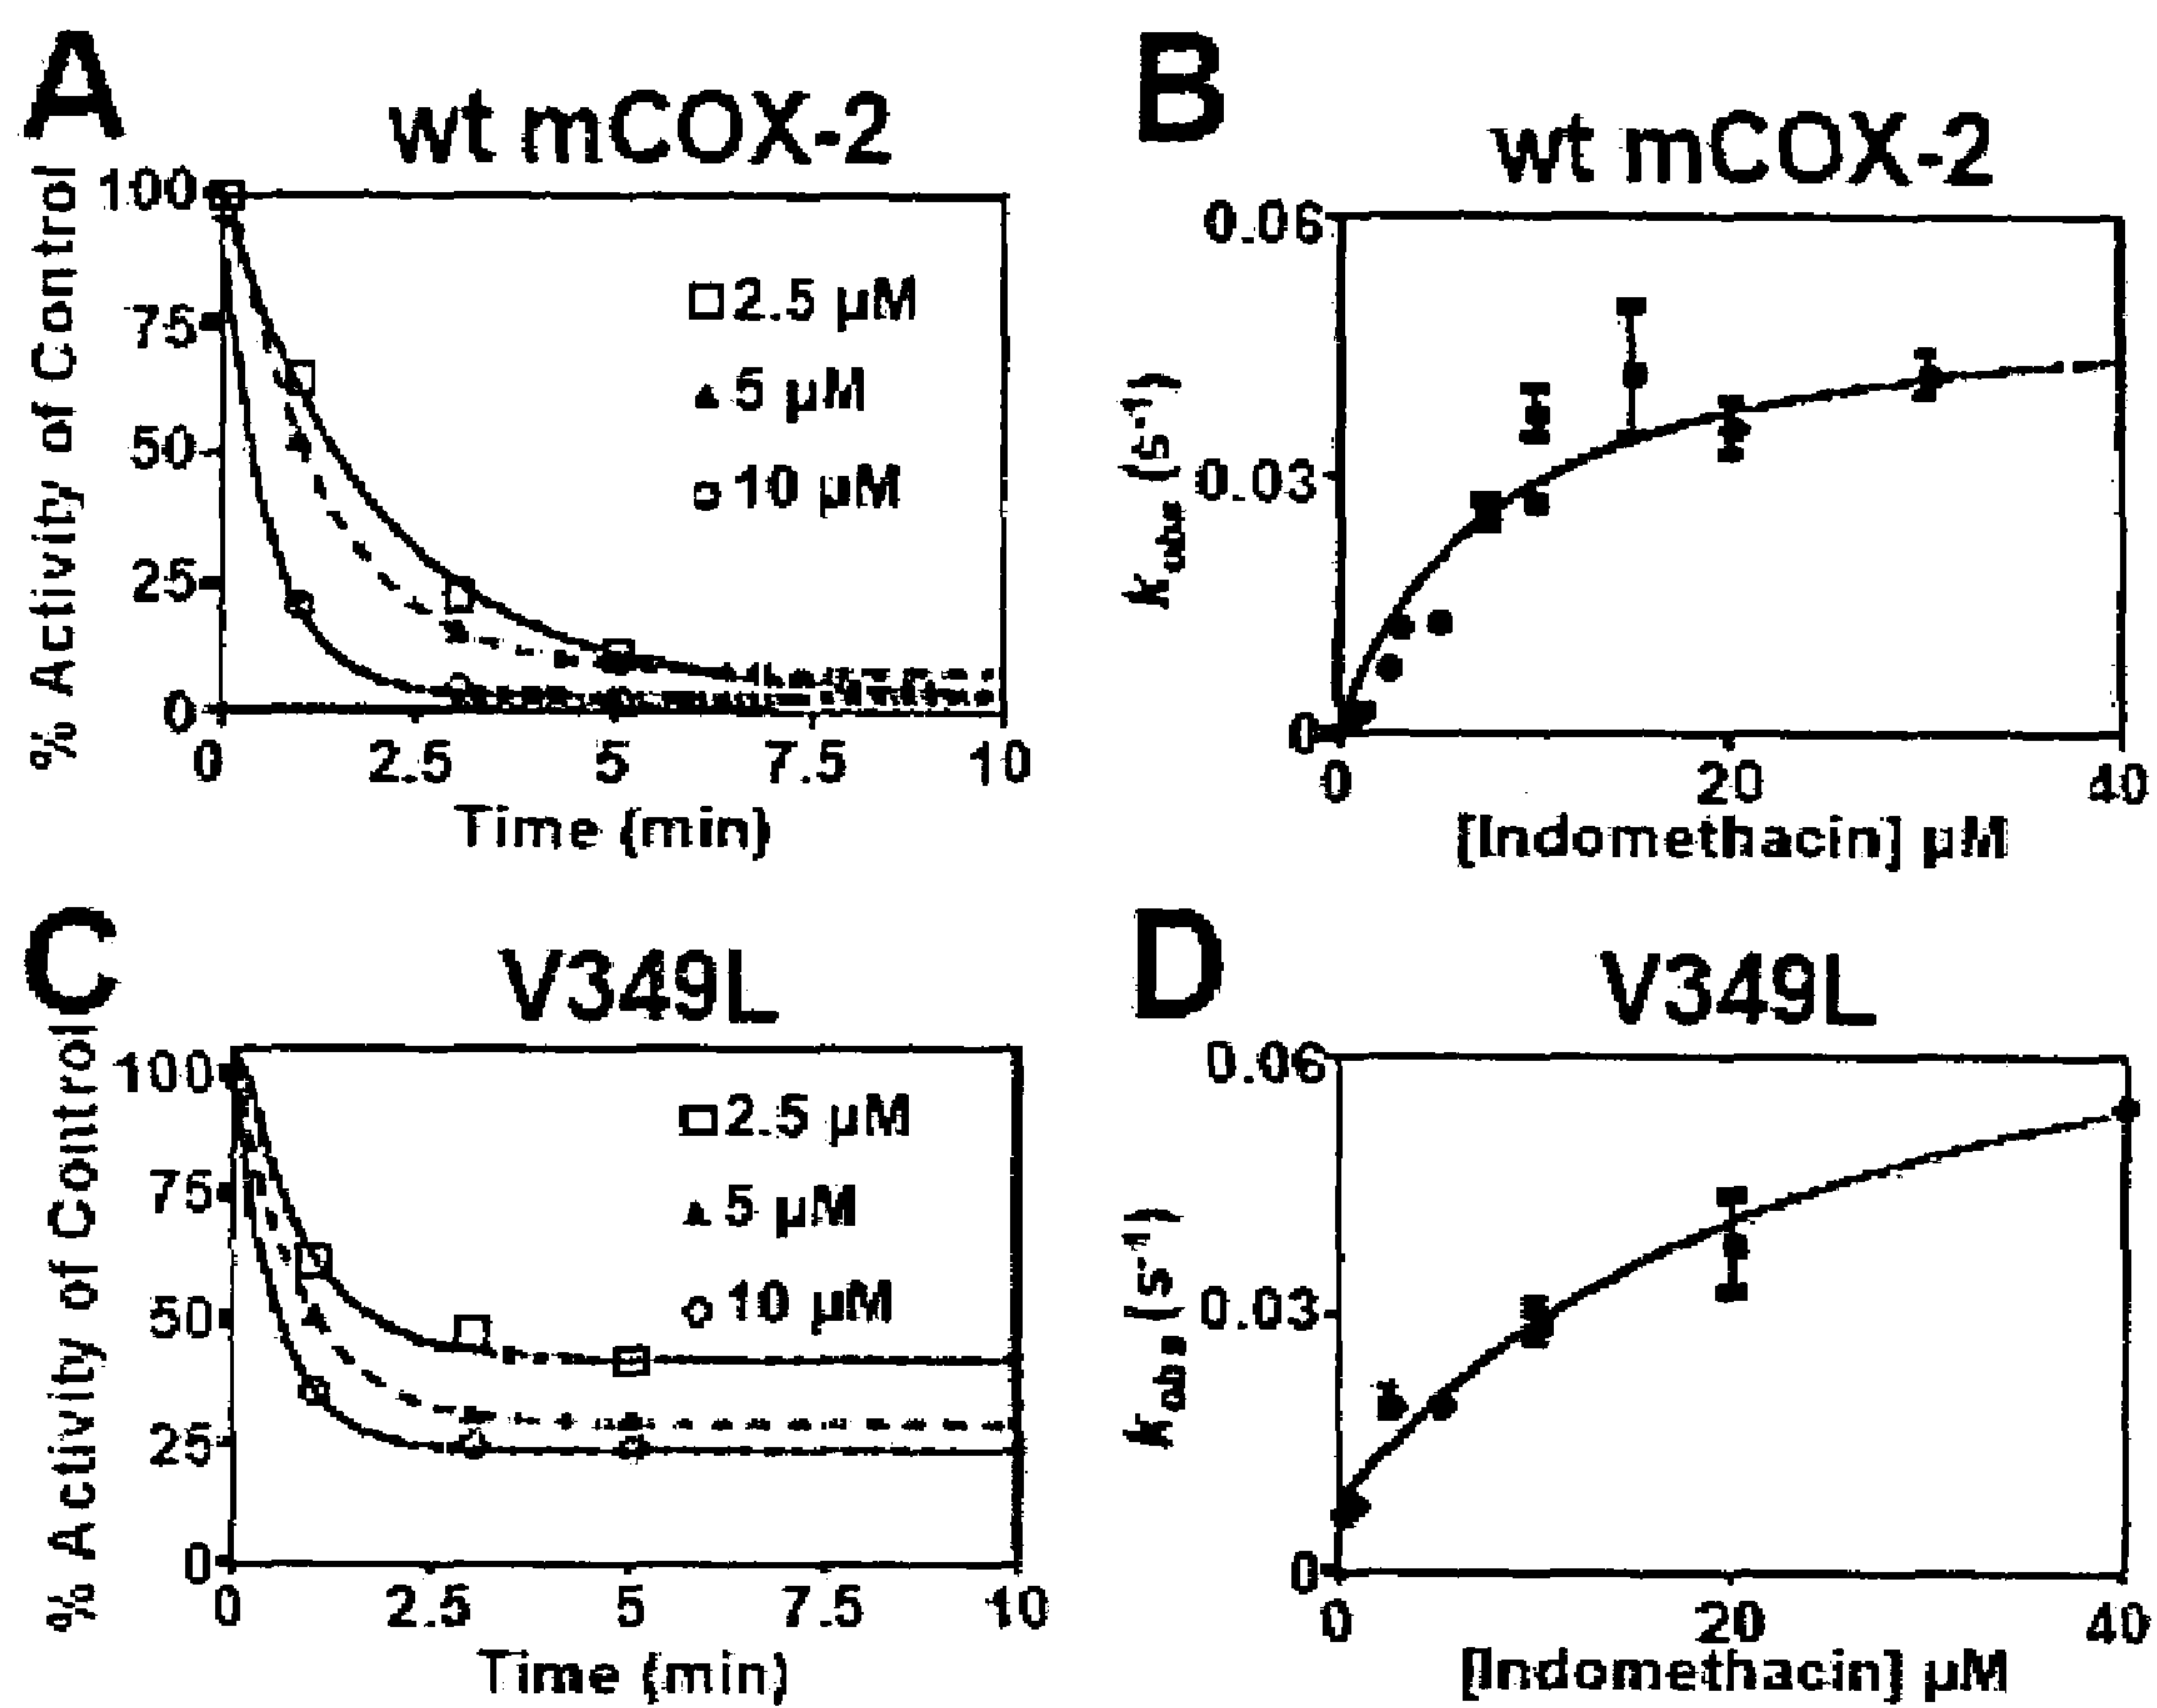 A
wt mCOX-2
% Activity of Control
100
75
50
25
0
□ 2.5 µM
▲ 5 µM
○ 10 µM
0 2.5 5 7.5 10
Time (min)
B
wt mCOX-2
kobs (s-1)
0.06
0.03
0
0 20 40
[Indomethacin] µM
C
V349L
% Activity of Control
100
75
50
25
0
□ 2.5 µM
▲ 5 µM
○ 10 µM
0 2.5 5 7.5 10
Time (min)
D
V349L
kobs (s-1)
0.06
0.03
0
0 20 40
[Indomethacin] µM